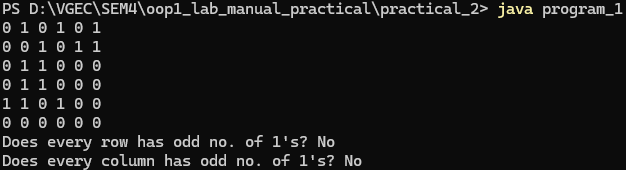 PS D:\VGEC\SEM4\oop1_lab_manual_practical\practical_2> java program_1
0 1 0 1 0 1
0 0 1 0 1 1
0 1 1 0 0 0
0 1 1 0 0 0
1 1 0 1 0 0
0 0 0 0 0 0
Does every row has odd no. of 1's? No
Does every column has odd no. of 1's? No